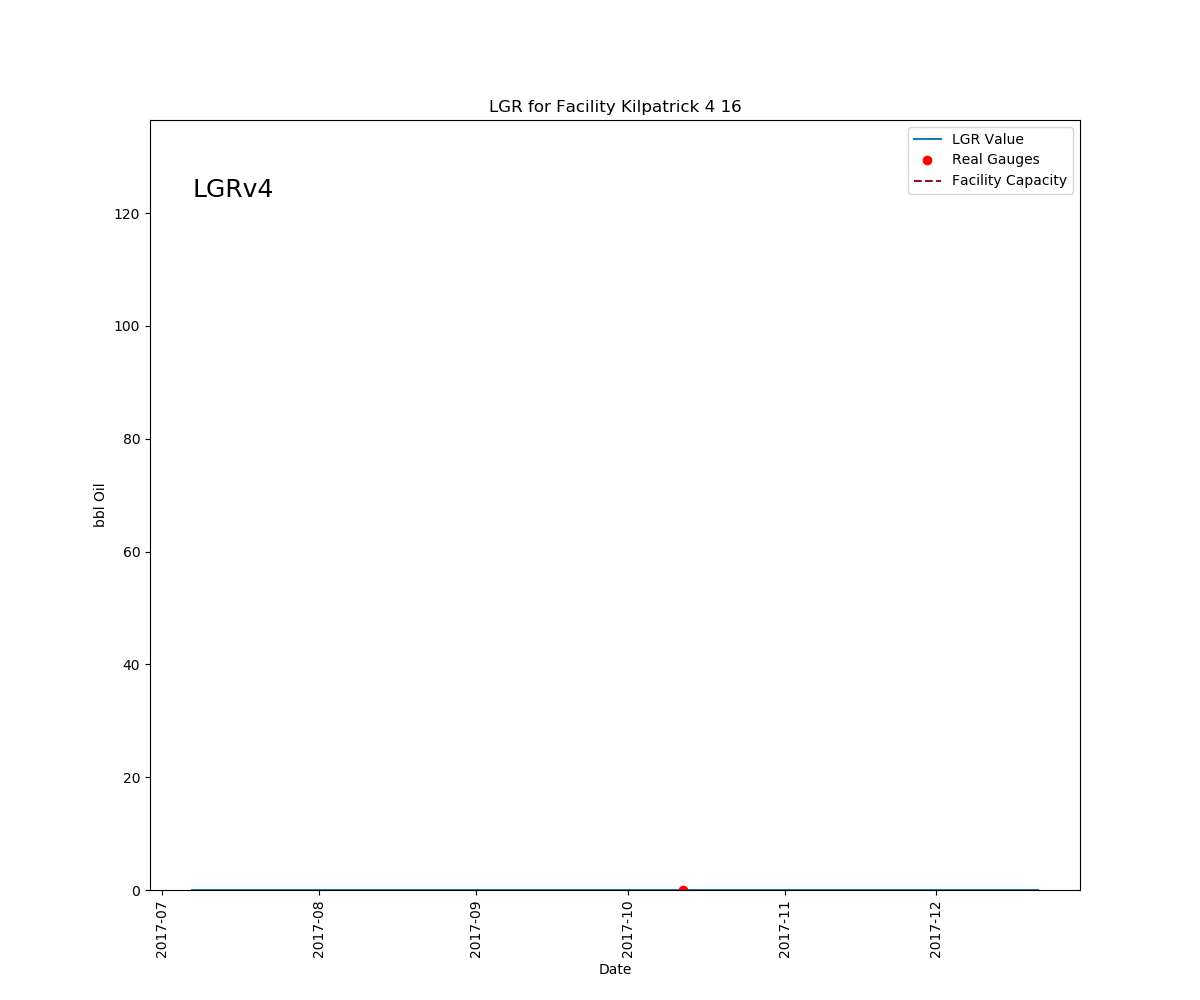 LGR for Facility Kilpatrick 4 16
LGR Value
Real Gauges
Facility Capacity
LGRv4
120
100
80
60
40
20
0
bbl Oil
2017-07
2017-08
2017-09
2017-10
2017-11
2017-12
Date